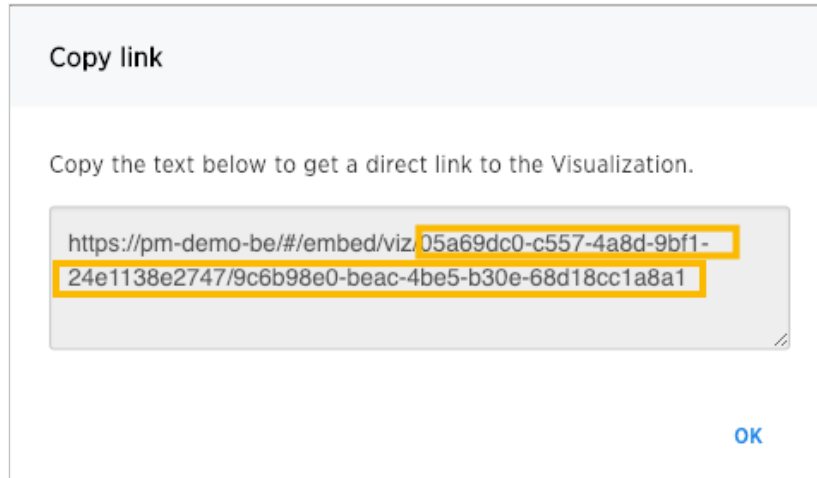 Copy link
Copy the text below to get a direct link to the Visualization.
https://pm-demo-be/#/embed/viz/05a69dc0-c557-4a8d-9bf1-
24e1138e2747/9c6b98e0-beac-4be5-b30e-68d18cc1a8a1
OK